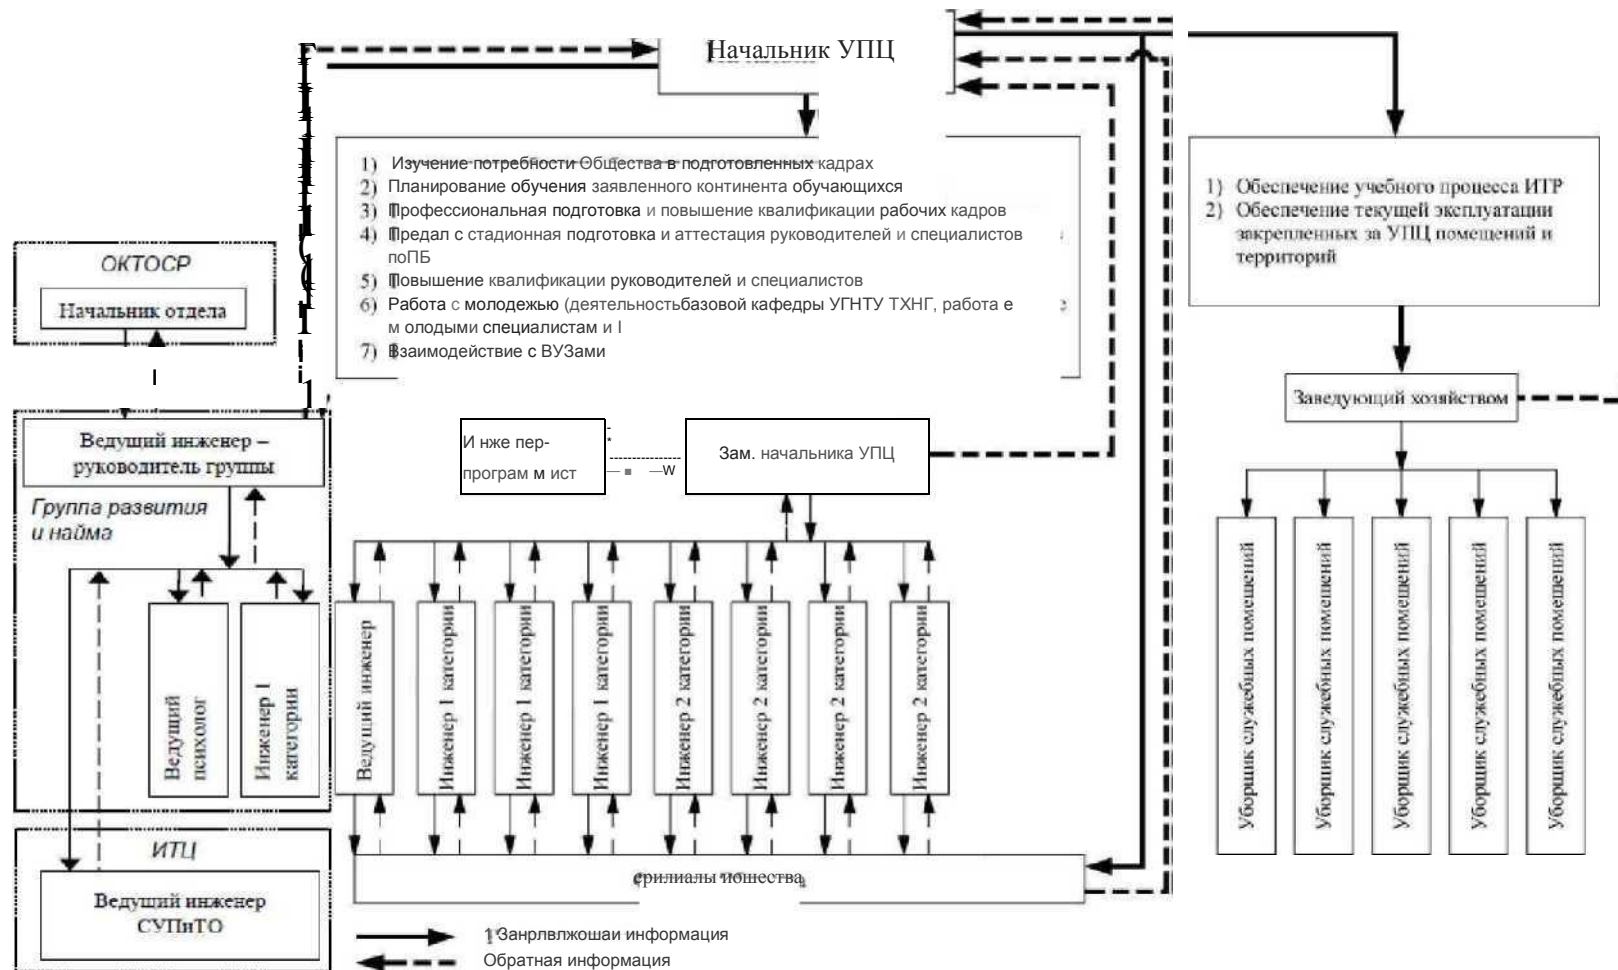 Начальник УПЦ
1) Изучение потребности Общества в подготовленных кадрах
2) Планирование обучения заявленного континента обучающихся
3) Профессиональная подготовка и повышение квалификации рабочих кадров
4) Предал с стадионная подготовка и аттестация руководителей и специалистов
поПБ
5) Повышение квалификации руководителей и специалистов
6) Работа с молодежью (деятельностьбазовой кафедры УГНТУ ТХНГ, работа е
м олодыми специалистам и I
7) Взаимодействие с ВУЗами
1) Обеспечение учебного процесса ИТР
2) Обеспечение текущей эксплуатации
закрепленных за УПЦ помещений и
территорий
ОКТОСР
Начальник отдела
Заведующий хозяйством
Ведущий инженер –
руководитель группы
Группа развития
и найма
И нже пер-
програм м ист
Зам. начальника УПЦ
Ведущий
психолог
Инженер 1
категории
Ведущий инженер
Инженер 1 категории
Инженер 1 категории
Инженер 1 категории
Инженер 2 категории
Инженер 2 категории
Инженер 2 категории
Инженер 2 категории
Уборщик служебных помещений
Уборщик служебных помещений
Уборщик служебных помещений
Уборщик служебных помещений
Уборщик служебных помещений
ИТЦ
Ведущий инженер
СУПиТО
ерилиалы иошества
Занрлвлжошаи информация
Обратная информация